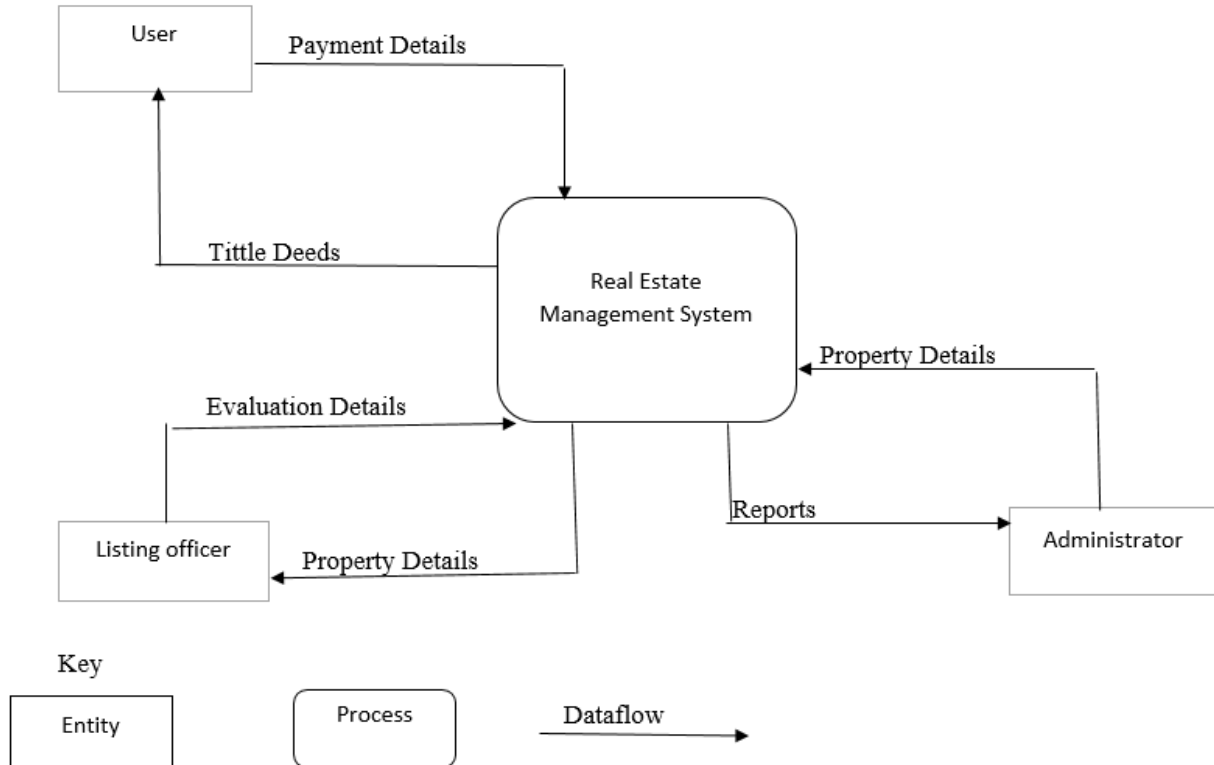 User
Payment Details
Tittle Deeds
Real Estate
Management System
Property Details
Evaluation Details
Reports
Listing officer
Property Details
Administrator
Key
Entity
Process
Dataflow